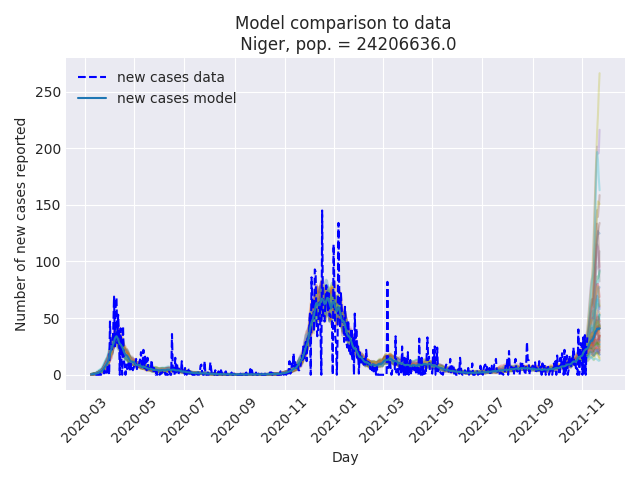 Model comparison to data
Niger, pop. = 24206636.0
new cases data
new cases model
Number of new cases reported
250
200
150
100
50
0
2020-03
2020-05
2020-07
2020-09
2020-11
2021-01
2021-03
2021-05
2021-07
2021-09
2021-11
Day